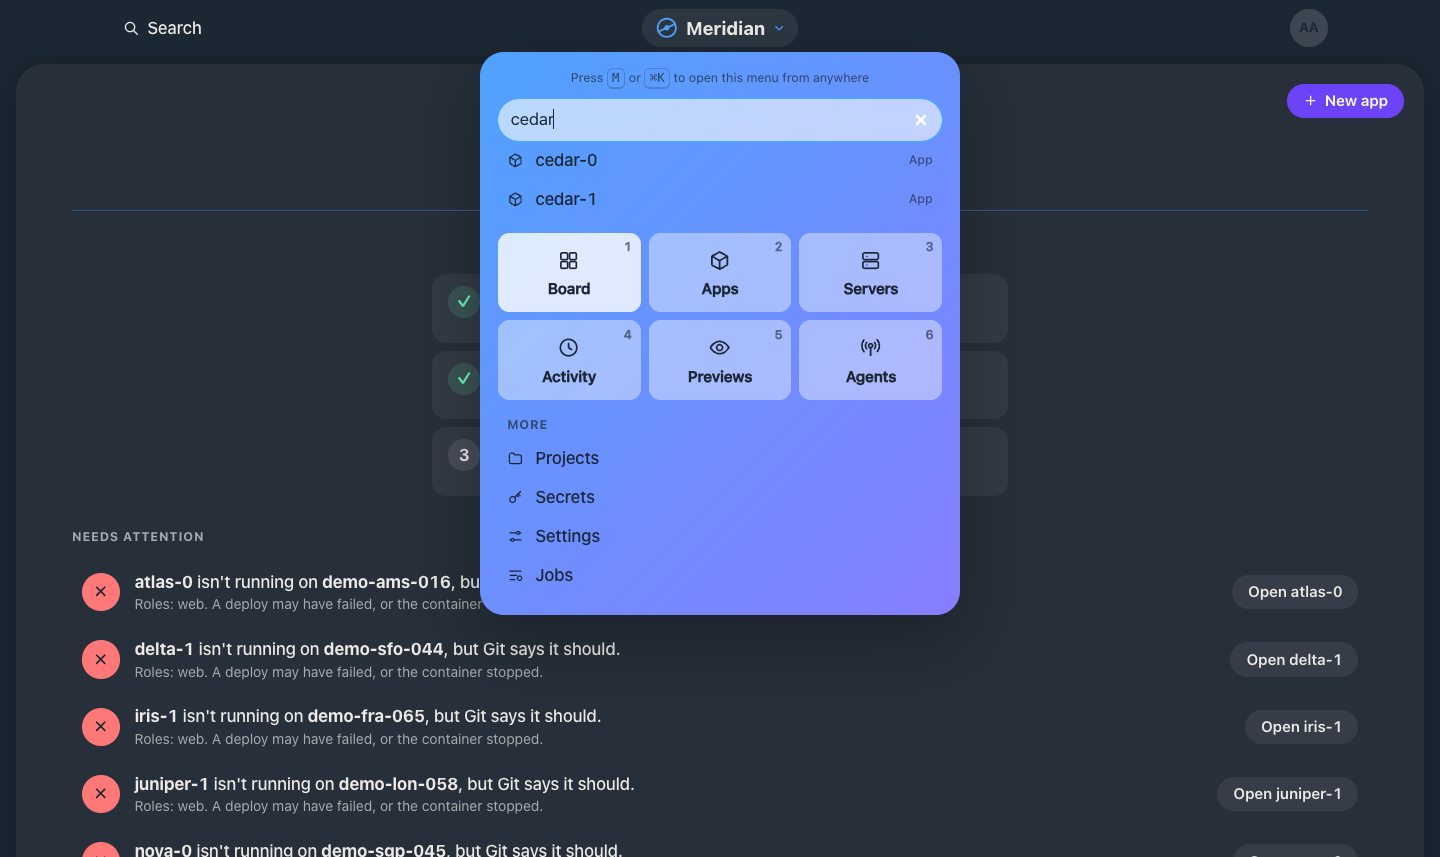 Search
Meridian
AA
Press M or ⌘K to open this menu from anywhere
New app
cedar
cedar-0 App
cedar-1 App
1 Board
2 Apps
3 Servers
4 Activity
5 Previews
6 Agents
3
MORE
Projects
Secrets
Settings
Jobs
NEEDS ATTENTION
atlas-0 isn't running on demo-ams-016, bu
Roles: web. A deploy may have failed, or the container
Open atlas-0
delta-1 isn't running on demo-sfo-044, but Git says it should.
Roles: web. A deploy may have failed, or the container stopped.
Open delta-1
iris-1 isn't running on demo-fra-065, but Git says it should.
Roles: web. A deploy may have failed, or the container stopped.
Open iris-1
juniper-1 isn't running on demo-lon-058, but Git says it should.
Roles: web. A deploy may have failed, or the container stopped.
Open juniper-1
nova-0 isn't running on demo-sgp-045, but Git says it should.